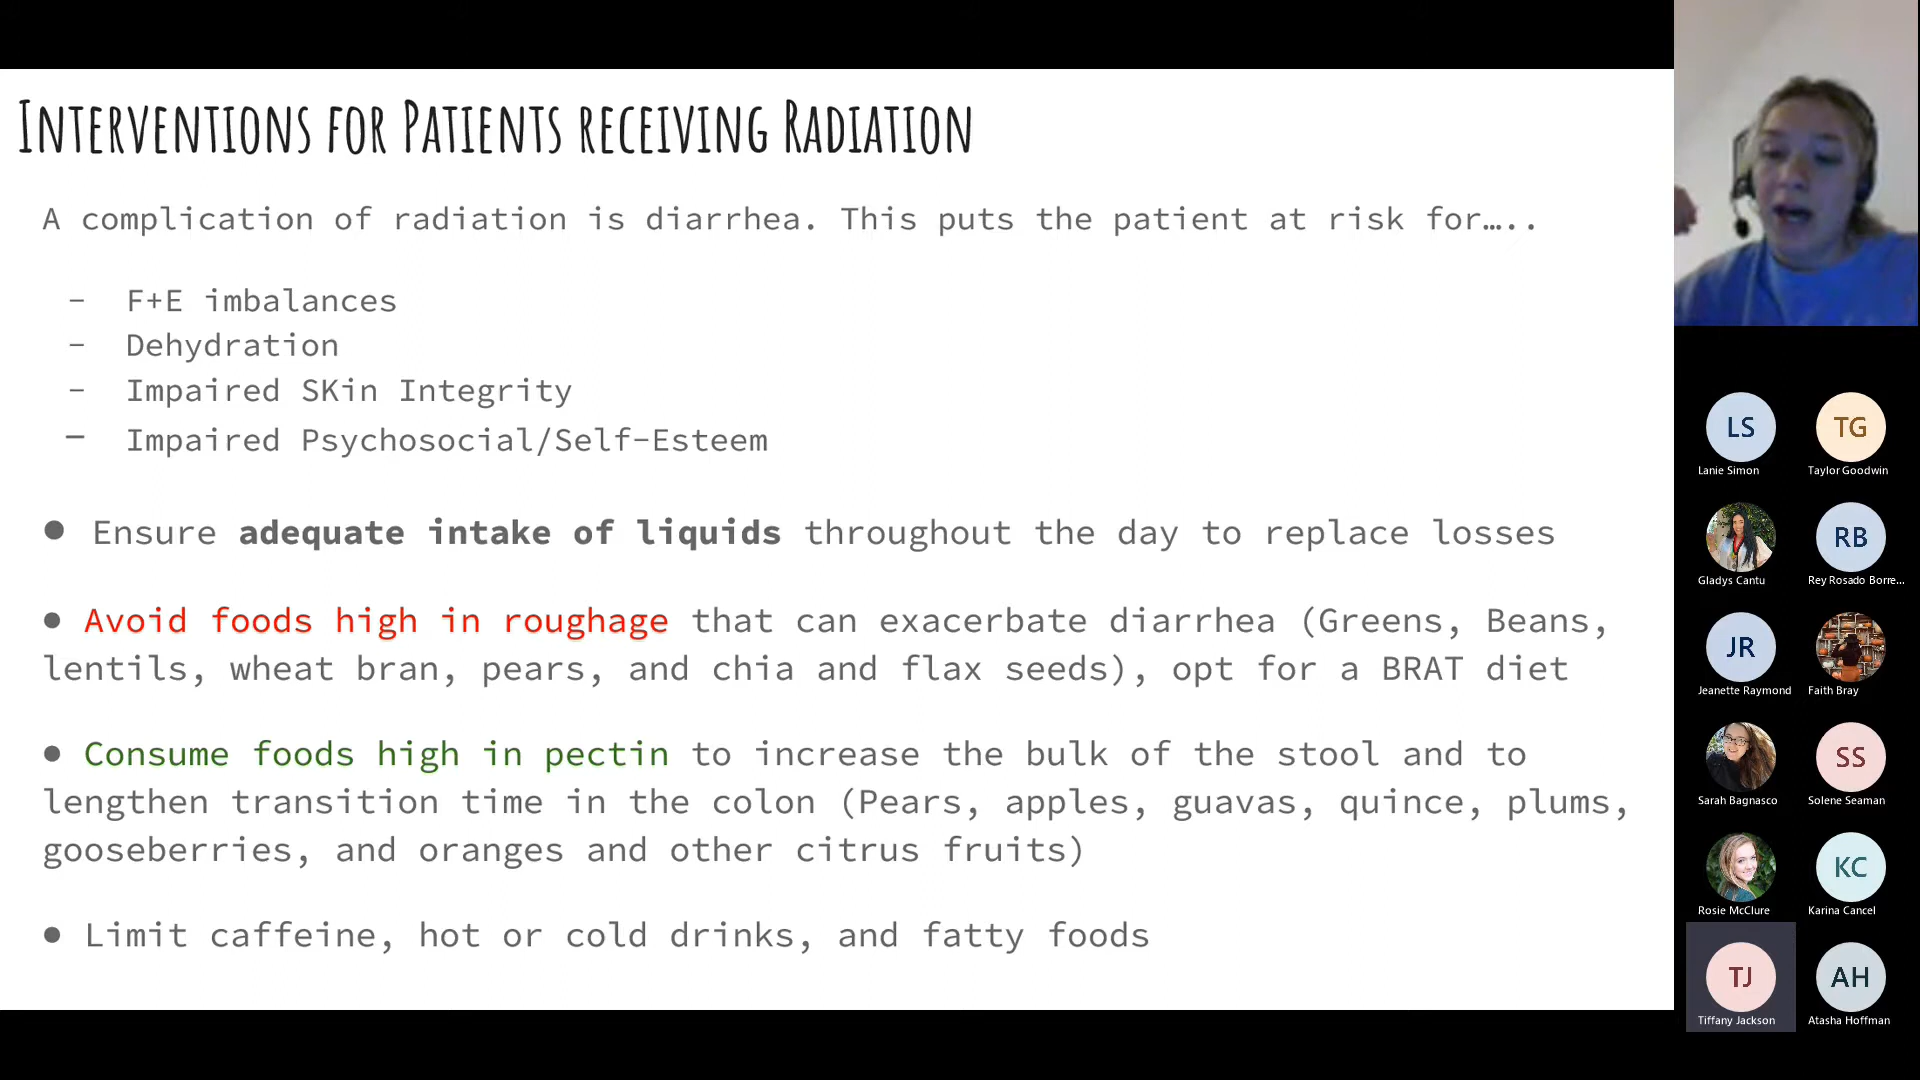 Interventions for Patients receiving Radiation
A complication of radiation is diarrhea. This puts the patient at risk for…..
- F+E imbalances
- Dehydration
- Impaired SKin Integrity
- Impaired Psychosocial/Self-Esteem
● Ensure adequate intake of liquids throughout the day to replace losses
● Avoid foods high in roughage that can exacerbate diarrhea (Greens, Beans,
lentils, wheat bran, pears, and chia and flax seeds), opt for a BRAT diet
● Consume foods high in pectin to increase the bulk of the stool and to
lengthen transition time in the colon (Pears, apples, guavas, quince, plums,
gooseberries, and oranges and other citrus fruits)
● Limit caffeine, hot or cold drinks, and fatty foods
LS
Lanie Simon
TG
Taylor Goodwin
Gladys Cantu
RB
Rey Rosado Borre...
JR
Jeanette Raymond
Faith Bray
Sarah Bagnasco
SS
Solene Seaman
Rosie McClure
KC
Karina Cancel
TJ
Tiffany Jackson
AH
Atasha Hoffman